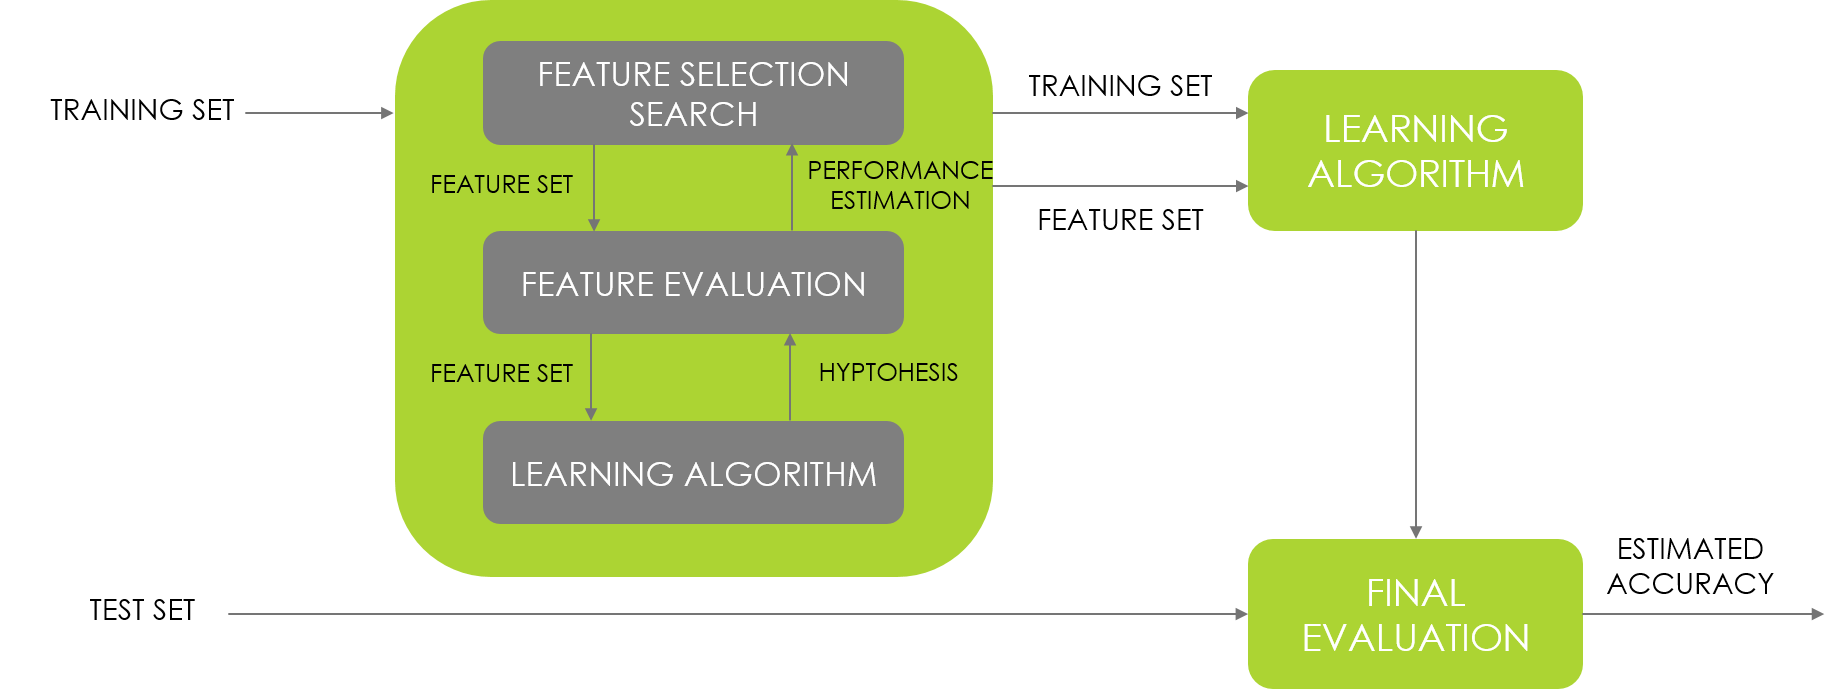 TRAINING SET
FEATURE SELECTION
SEARCH
FEATURE SET
PERFORMANCE
ESTIMATION
FEATURE EVALUATION
FEATURE SET
HYPTOHESIS
LEARNING ALGORITHM
TRAINING SET
FEATURE SET
LEARNING
ALGORITHM
TEST SET
FINAL
EVALUATION
ESTIMATED
ACCURACY